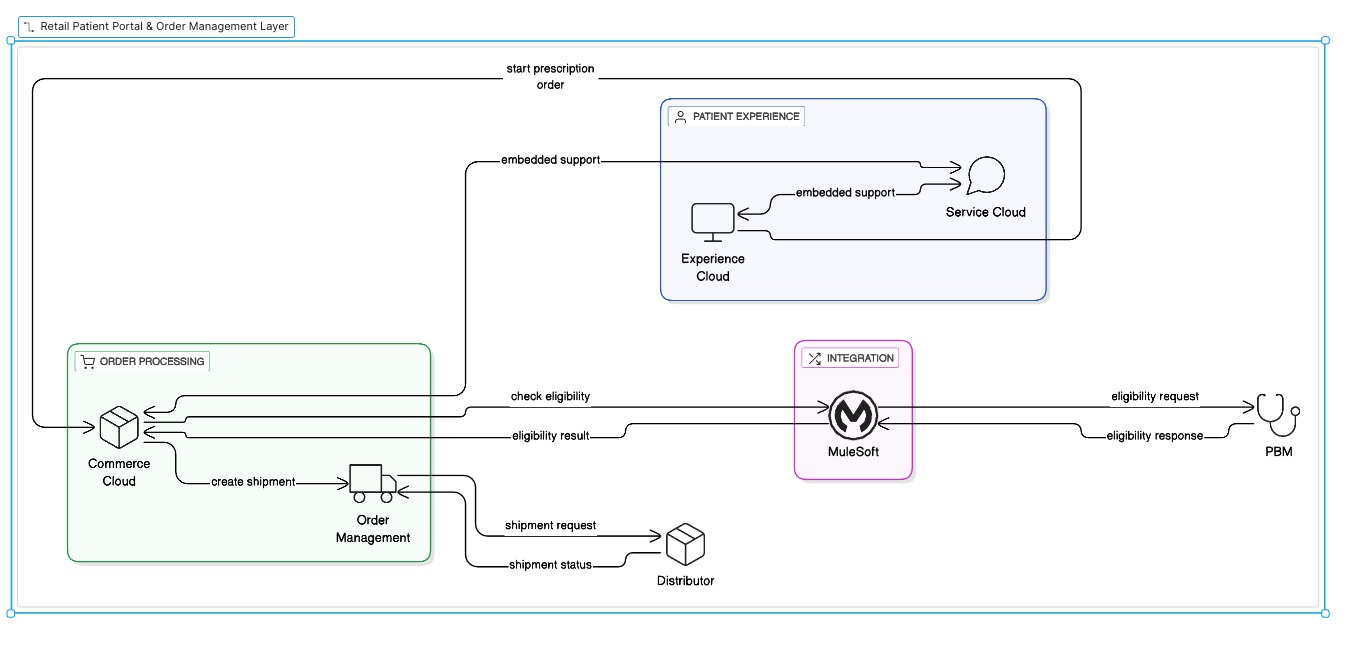 Retail Patient Portal & Order Management Layer
start prescription
order
PATIENT EXPERIENCE
embedded support
embedded support
Service Cloud
Experience
Cloud
ORDER PROCESSING
INTEGRATION
check eligibility
eligibility request
eligibility result
eligibility response
MuleSoft
PBM
Commerce
Cloud
create shipment
Order
Management
shipment request
shipment status
Distributor